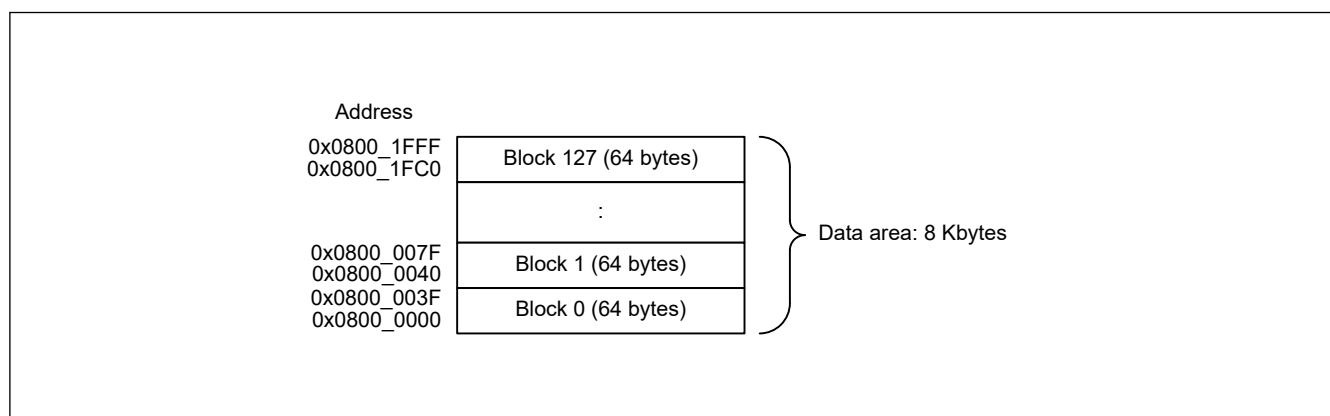 Address
0x0800_1FFF
0x0800_1FC0
Block 127 (64 bytes)
:
0x0800_007F
0x0800_0040
Block 1 (64 bytes)
0x0800_003F
0x0800_0000
Block 0 (64 bytes)
Data area: 8 Kbytes